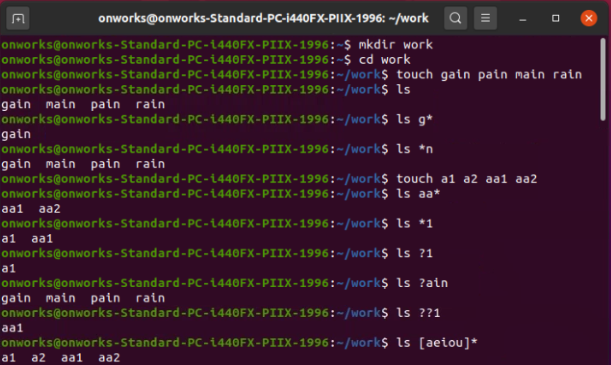 onworks@onworks-Standard-PC-i440FX-PIIX-1996: ~/work
onworks@onworks-Standard-PC-i440FX-PIIX-1996:~$ mkdir work
onworks@onworks-Standard-PC-i440FX-PIIX-1996:~$ cd work
onworks@onworks-Standard-PC-i440FX-PIIX-1996:~/work$ touch gain pain main rain
onworks@onworks-Standard-PC-i440FX-PIIX-1996:~/work$ ls
gain  main  pain  rain
onworks@onworks-Standard-PC-i440FX-PIIX-1996:~/work$ ls g*
gain
onworks@onworks-Standard-PC-i440FX-PIIX-1996:~/work$ ls *n
gain  main  pain  rain
onworks@onworks-Standard-PC-i440FX-PIIX-1996:~/work$ touch a1 a2 aa1 aa2
onworks@onworks-Standard-PC-i440FX-PIIX-1996:~/work$ ls aa*
aa1  aa2
onworks@onworks-Standard-PC-i440FX-PIIX-1996:~/work$ ls *1
a1  aa1
onworks@onworks-Standard-PC-i440FX-PIIX-1996:~/work$ ls ?1
a1
onworks@onworks-Standard-PC-i440FX-PIIX-1996:~/work$ ls ?ain
gain  main  pain  rain
onworks@onworks-Standard-PC-i440FX-PIIX-1996:~/work$ ls ??1
aa1
onworks@onworks-Standard-PC-i440FX-PIIX-1996:~/work$ ls [aeiou]*
a1  a2  aa1  aa2